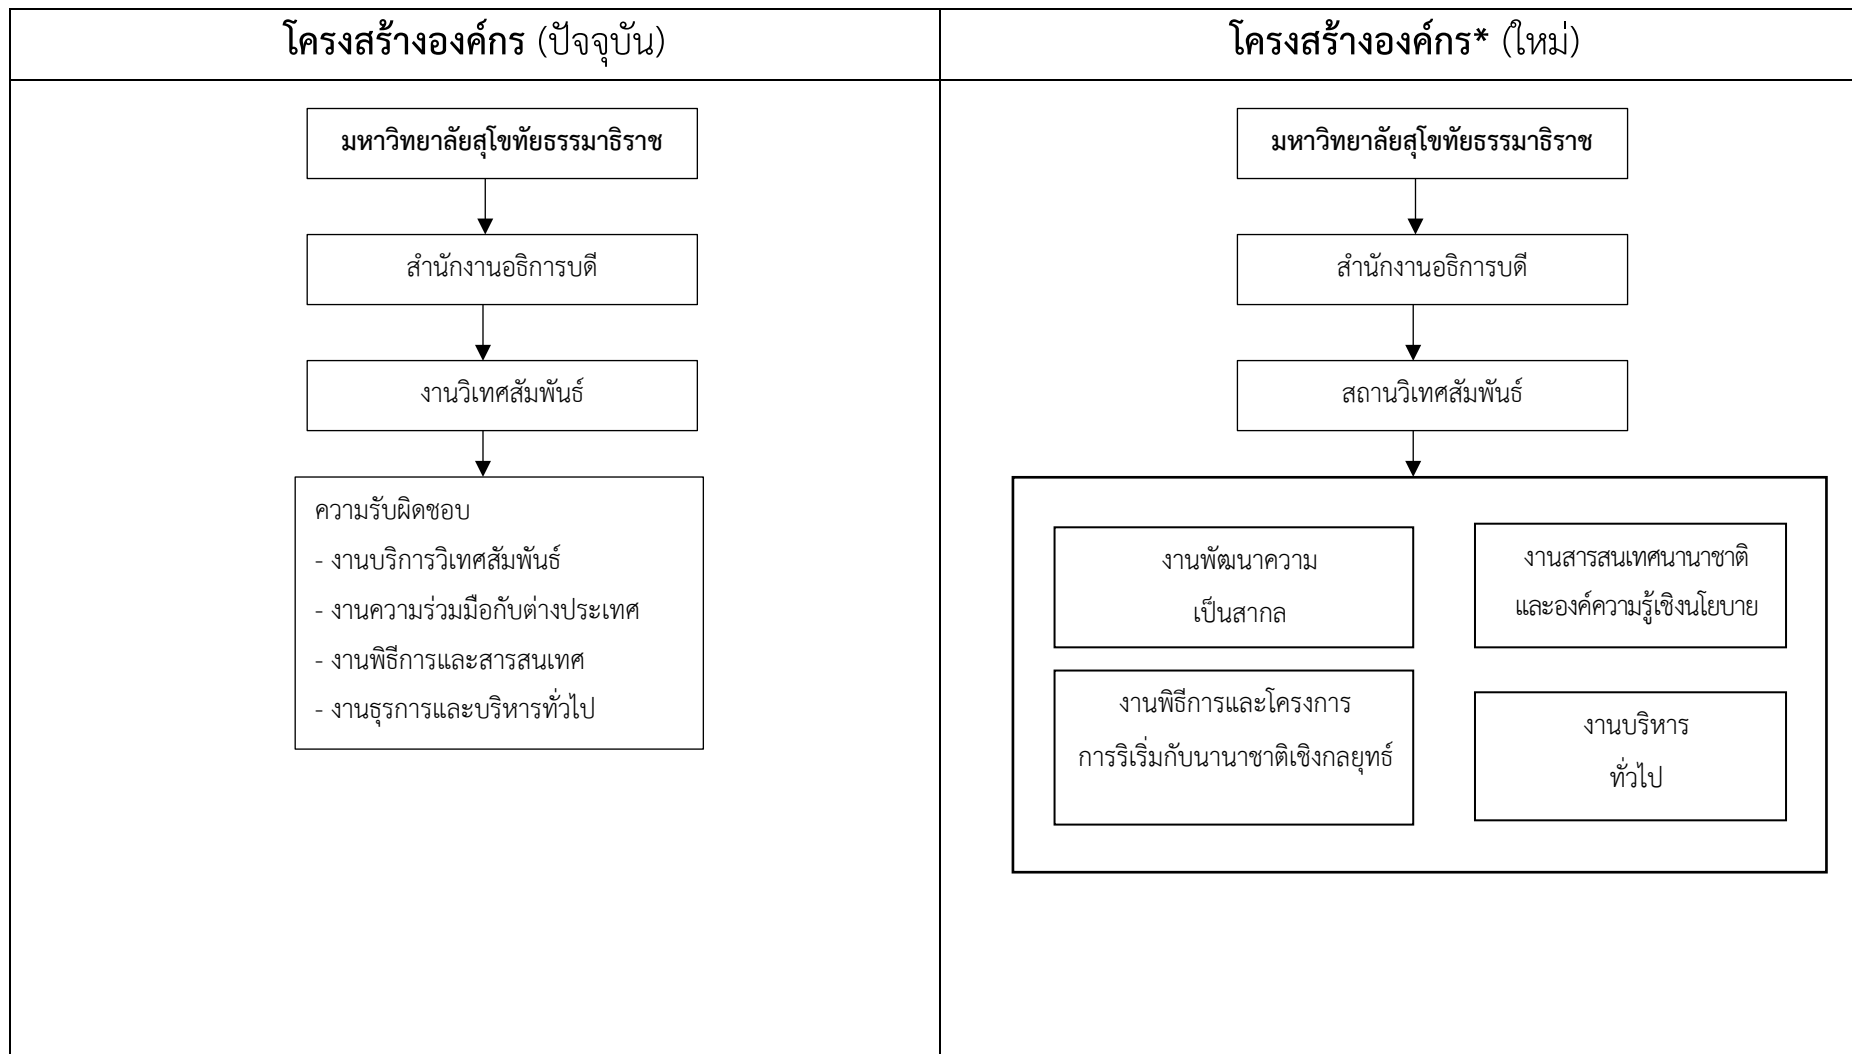 โครงสร้างองค์กร (ปัจจุบัน)
มหาวิทยาลัยสุโขทัยธรรมาธิราช
สำนักงานอธิการบดี
งานวิเทศสัมพันธ์
ความรับผิดชอบ
- งานบริการวิเทศสัมพันธ์
- งานความร่วมมือกับต่างประเทศ
- งานพิธีการและสารสนเทศ
- งานธุรการและบริหารทั่วไป
โครงสร้างองค์กร* (ใหม่)
มหาวิทยาลัยสุโขทัยธรรมาธิราช
สำนักงานอธิการบดี
สถานวิเทศสัมพันธ์
งานพัฒนาความ
เป็นสากล
งานสารสนเทศนานาชาติ
และองค์ความรู้เชิงนโยบาย
งานพิธีการและโครงการ
การริเริ่มกับนานาชาติเชิงกลยุทธ์
งานบริหาร
ทั่วไป